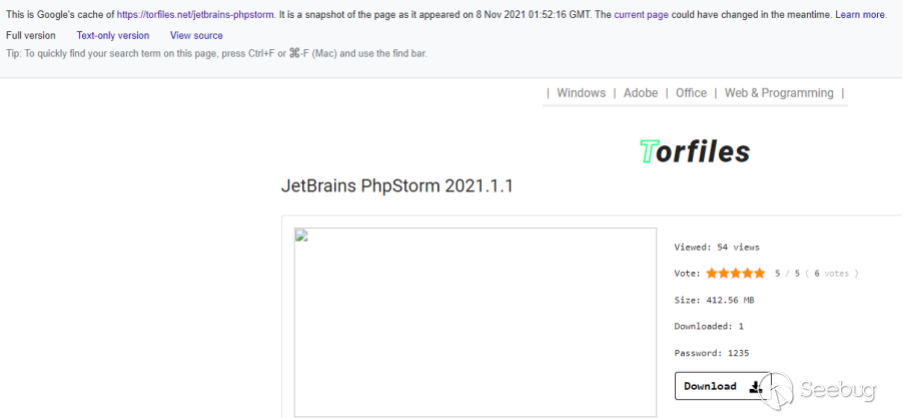 This is Google's cache of https://torfiles.net/jetbrains-phpstorm. It is a snapshot of the page as it appeared on 8 Nov 2021 01:52:16 GMT. The current page could have changed in the meantime. Learn more.
Full version Text-only version View source
Tip: To quickly find your search term on this page, press Ctrl+F or ⌘-F (Mac) and use the find bar.
| Windows | Adobe | Office | Web & Programming |
Torfiles
JetBrains PhpStorm 2021.1.1
Viewed: 54 views
Vote: 5 / 5 ( 6 votes )
Size: 412.56 MB
Downloaded: 1
Password: 1235
Download
Seebug